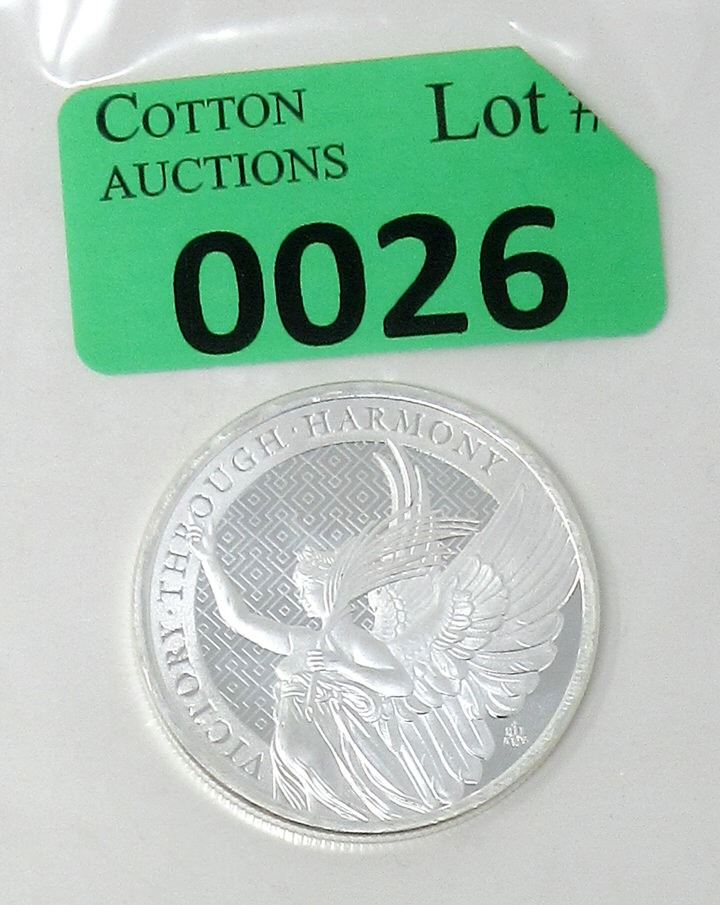 COTTON
AUCTIONS
Lot #
0026
VICTORY · THROUGH · HARMONY